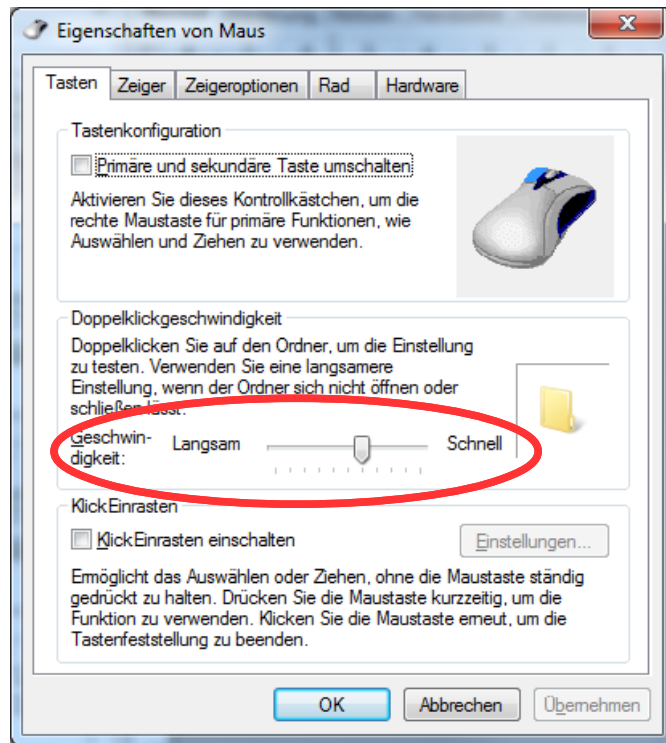 Eigenschaften von Maus
Tasten Zeiger Zeigeroptionen Rad Hardware
Tastenkonfiguration
Primäre und sekundäre Taste umschalten
Aktivieren Sie dieses Kontrollkästchen, um die
rechte Maustaste für primäre Funktionen, wie
Auswählen und Ziehen zu verwenden.
Doppelklickgeschwindigkeit
Doppelklicken Sie auf den Ordner, um die Einstellung
zu testen. Verwenden Sie eine langsamere
Einstellung, wenn der Ordner sich nicht öffnen oder
schließen lässt.
Geschwin-
digkeit:
Langsam Schnell
KlickEinrasten
KlickEinrasten einschalten
Einstellungen...
Ermöglicht das Auswählen oder Ziehen, ohne die Maustaste ständig
gedrückt zu halten. Drücken Sie die Maustaste kurzzeitig, um die
Funktion zu verwenden. Klicken Sie die Maustaste erneut, um die
Tastenfeststellung zu beenden.
OK Abbrechen Übernehmen